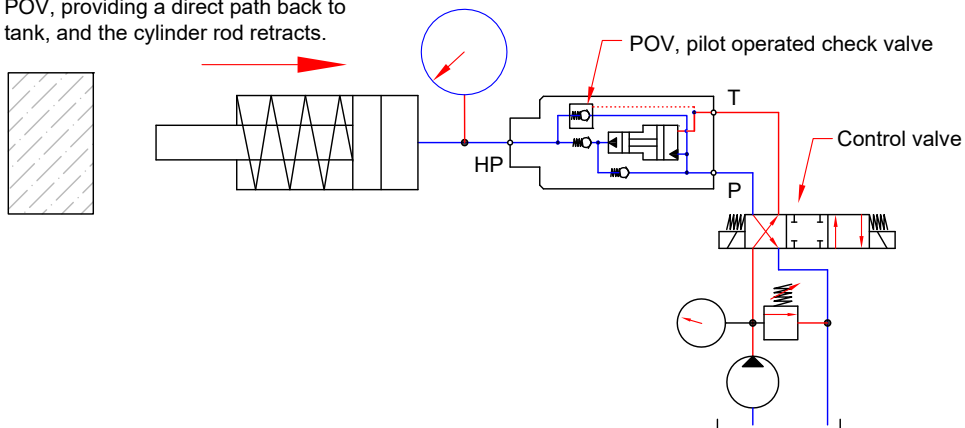 POV, providing a direct path back to
tank, and the cylinder rod retracts.
POV, pilot operated check valve
T
Control valve
HP
P